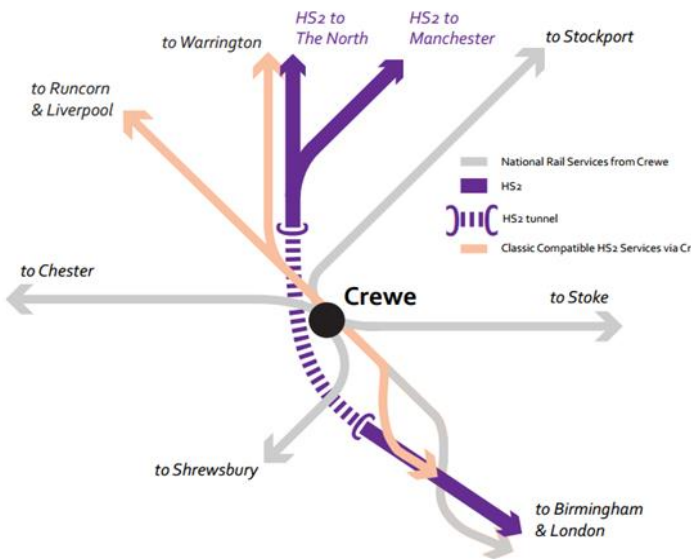 HS2 to
The North
HS2 to
Manchester
to Warrington
to Stockport
to Runcorn
& Liverpool
National Rail Services from Crewe
HS2
HS2 tunnel
Classic Compatible HS2 Services via Cr
to Chester
Crewe
to Stoke
to Shrewsbury
to Birmingham
& London